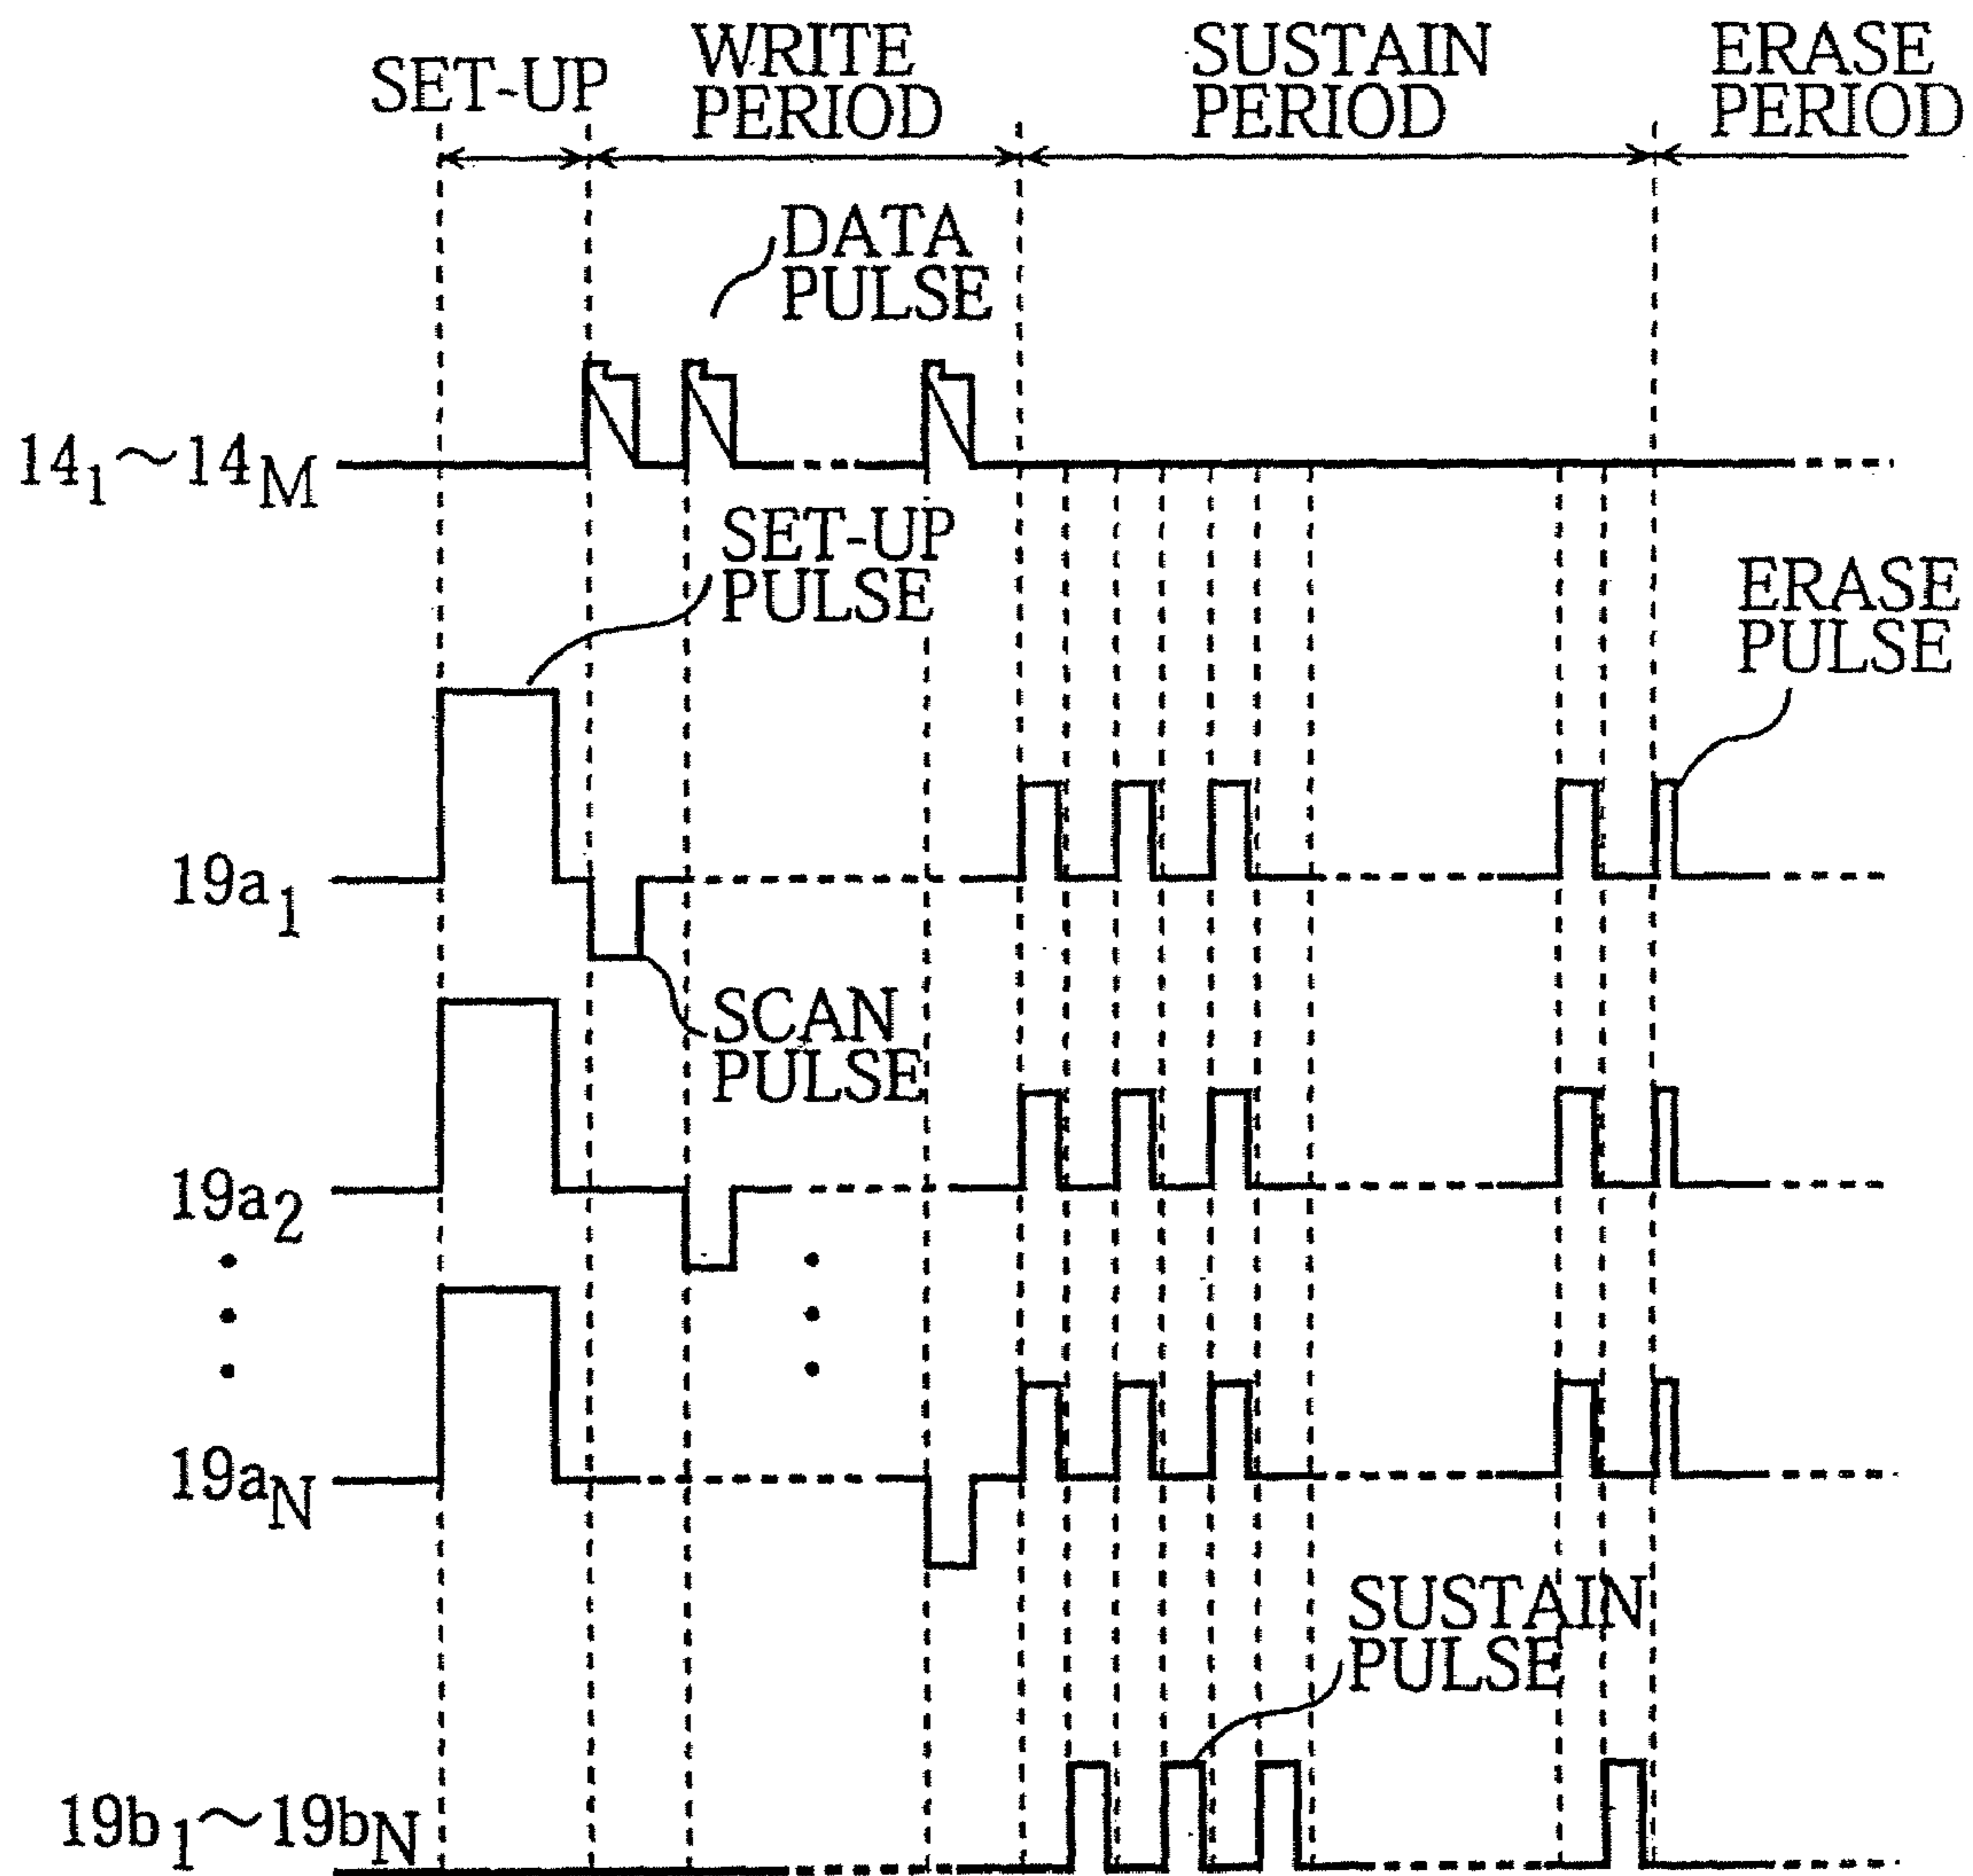 SET-UP
WRITE
PERIOD
SUSTAIN
PERIOD
ERASE
PERIOD
DATA
PULSE
14₁~14M
SET-UP
PULSE
ERASE
PULSE
19a₁
SCAN
PULSE
19a₂
19aN
SUSTAIN
PULSE
19b₁~19bN